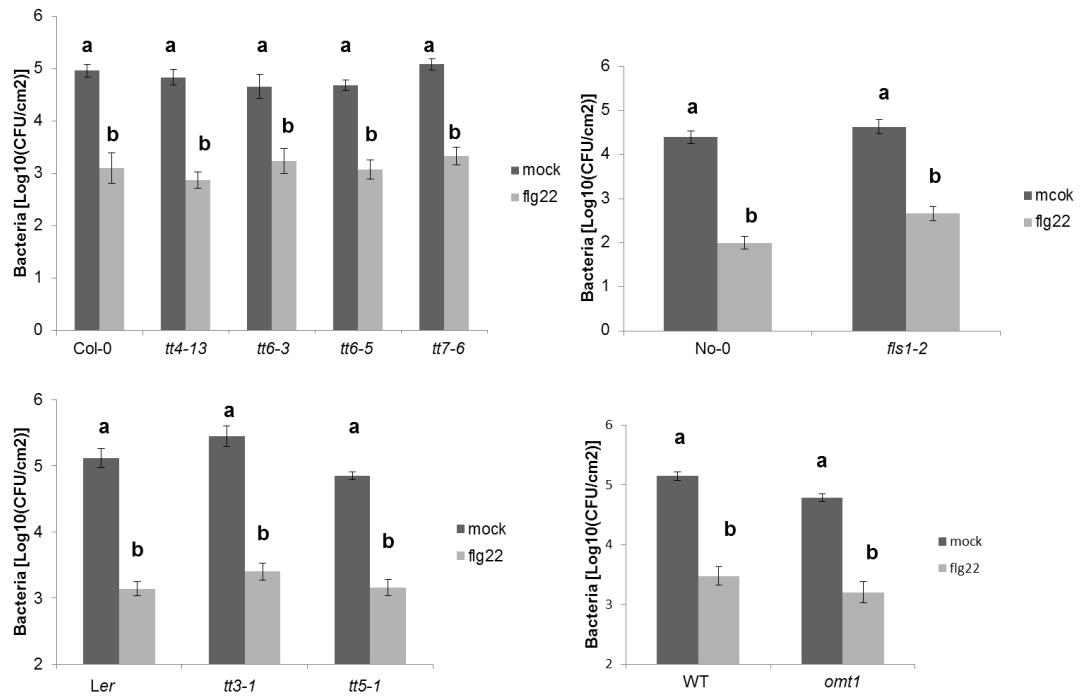 Bacteria [Log10(CFU/cm2)]
6
5
4
3
2
1
0
a a a a a
b b b b b
Col-0 tt4-13 tt6-3 tt6-5 tt7-6
mock
flg22
Bacteria [Log10(CFU/cm2)]
6
5
4
3
2
1
0
a a
b b
No-0 fls1-2
mcok
flg22
Bacteria [Log10(CFU/cm2)]
6
5
4
3
2
a a a
b b b
Ler tt3-1 tt5-1
mock
flg22
Bacteria [Log10(CFU/cm2)]
6
5
4
3
2
a a
b b
WT omt1
mock
flg22